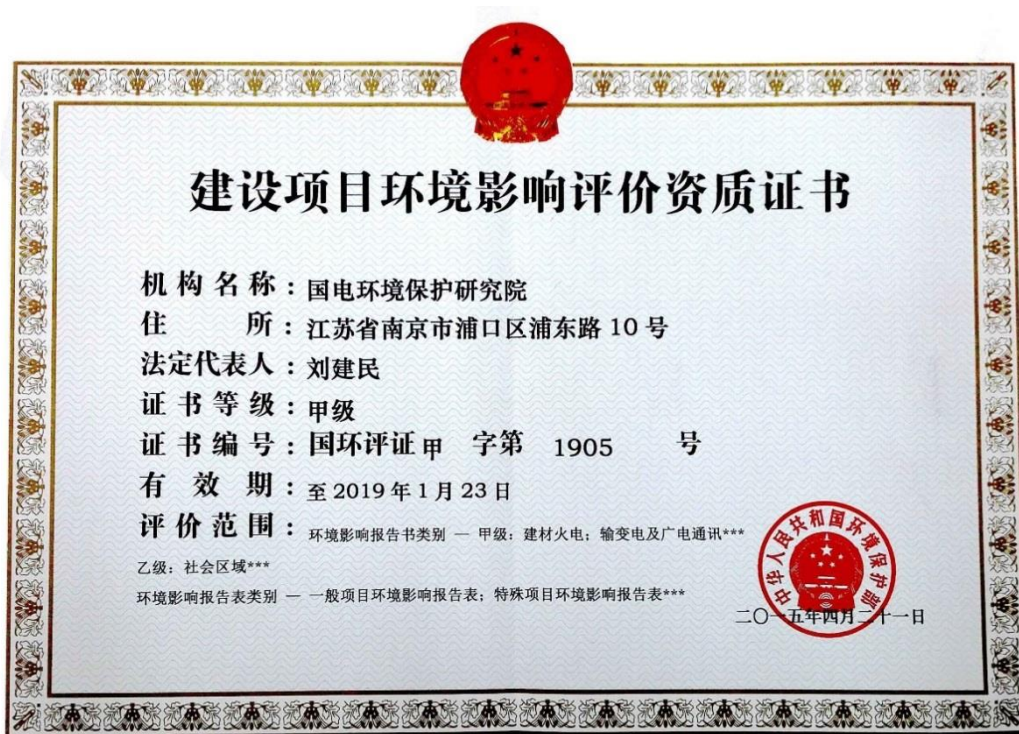 建设项目环境影响评价资质证书
机构名称：国电环境保护研究院
住 所：江苏省南京市浦口区浦东路 10 号
法定代表人：刘建民
证书等级：甲级
证书编号：国环评证 甲 字第 1905 号
有 效 期：至 2019 年 1 月 23 日
评价范围：环境影响报告书类别 — 甲级：建材火电；输变电及广电通讯***
乙级：社会区域***
环境影响报告表类别 — 一般项目环境影响报告表；特殊项目环境影响报告表***
中华人民共和国环境保护部
二〇一五年四月二十一日